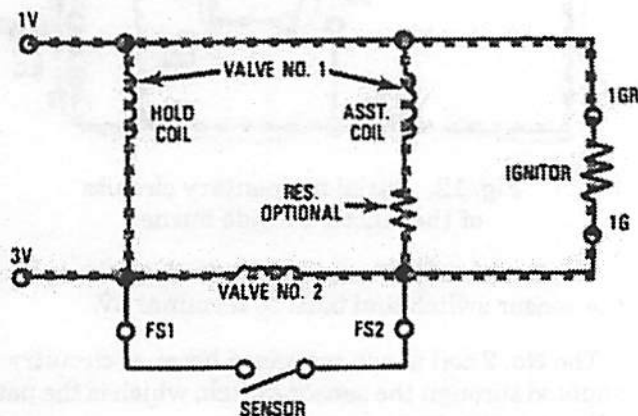 1V
VALVE NO. 1
HOLD
COIL
ASST.
COIL
1GR
IGNITOR
RES.
OPTIONAL
1G
3V
VALVE NO. 2
FS1
FS2
SENSOR